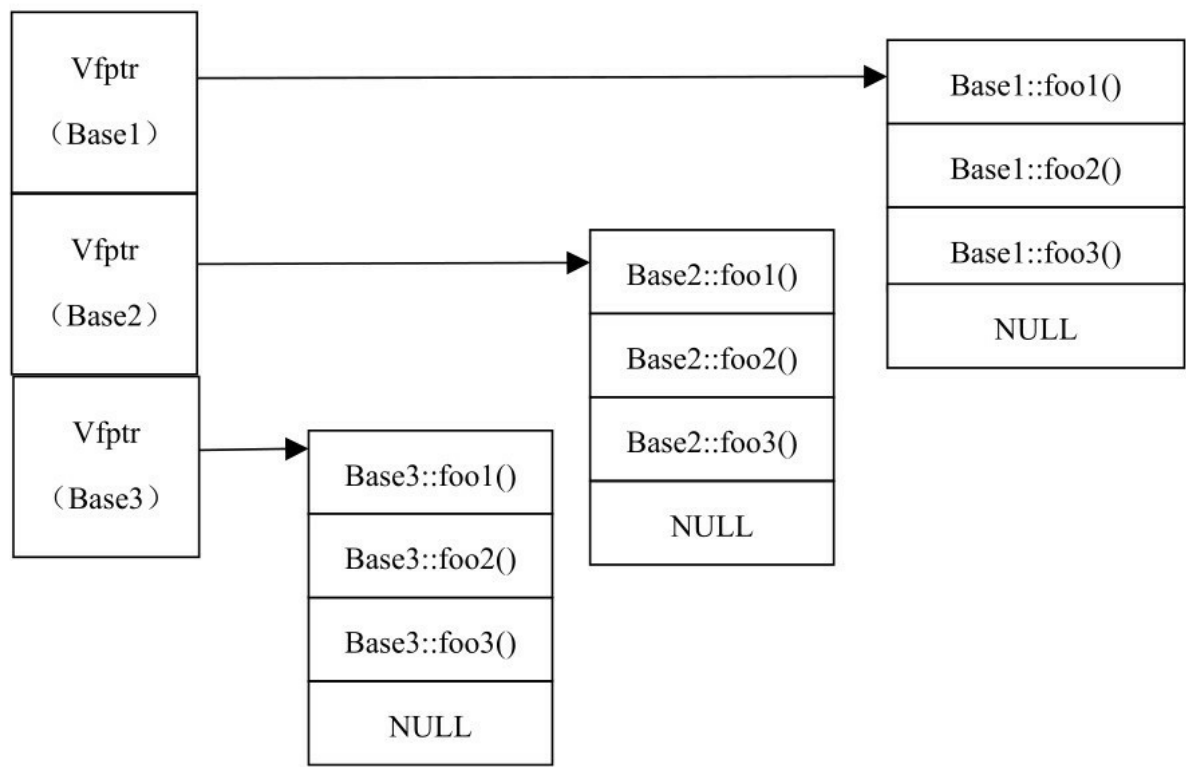 Vfptr
（Base1）
Vfptr
（Base2）
Vfptr
（Base3）
Base1::foo1()
Base1::foo2()
Base1::foo3()
NULL
Base2::foo1()
Base2::foo2()
Base2::foo3()
NULL
Base3::foo1()
Base3::foo2()
Base3::foo3()
NULL